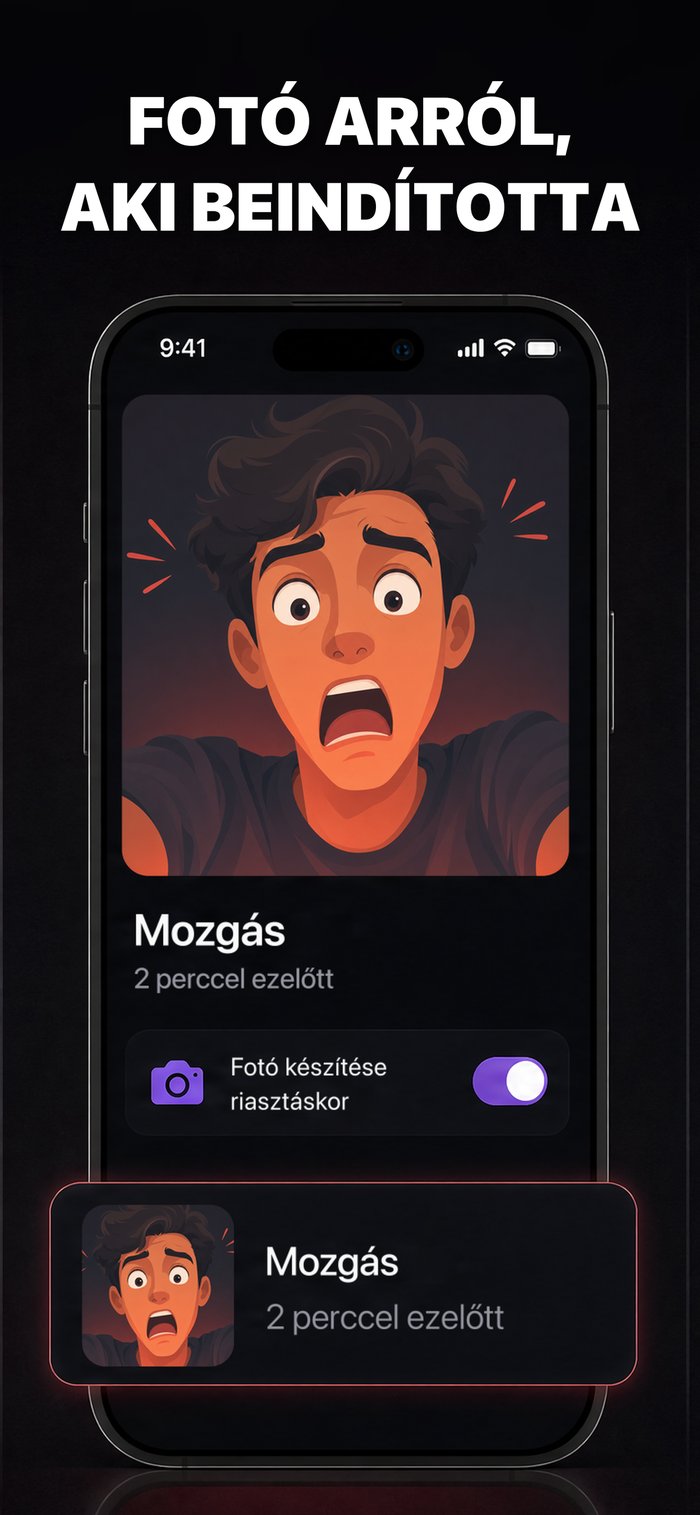 FOTÓ ARRÓL,
AKI BEINDÍTOTTA
9:41
Mozgás
2 perccel ezelőtt
Fotó készítése
riasztáskor
Mozgás
2 perccel ezelőtt